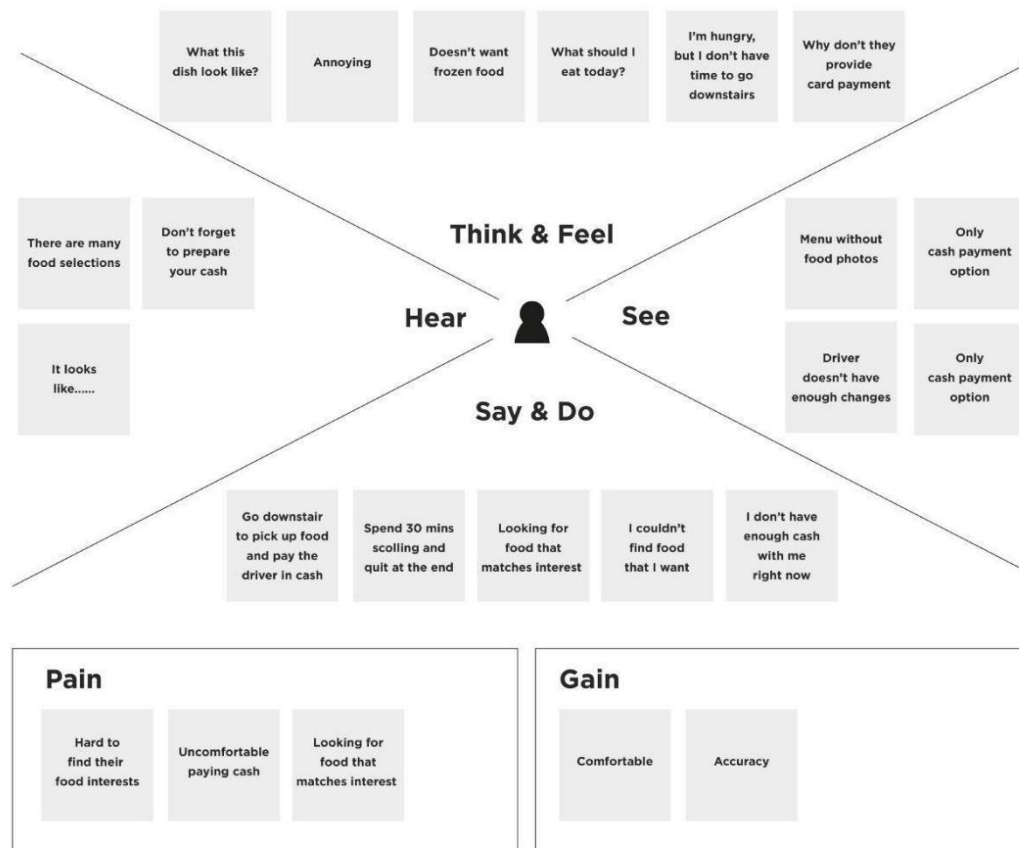 What this
dish look like?
Annoying
Doesn't want
frozen food
What should I
eat today?
I'm hungry,
but I don't have
time to go
downstairs
Why don't they
provide
card payment
Think & Feel
There are many
food selections
Don't forget
to prepare
your cash
It looks
like......
Hear
See
Menu without
food photos
Only
cash payment
option
Driver
doesn't have
enough changes
Only
cash payment
option
Say & Do
Go downstair
to pick up food
and pay the
driver in cash
Spend 30 mins
scolling and
quit at the end
Looking for
food that
matches interest
I couldn't
find food
that I want
I don't have
enough cash
with me
right now
Pain
Hard to
find their
food interests
Uncomfortable
paying cash
Looking for
food that
matches interest
Gain
Comfortable
Accuracy